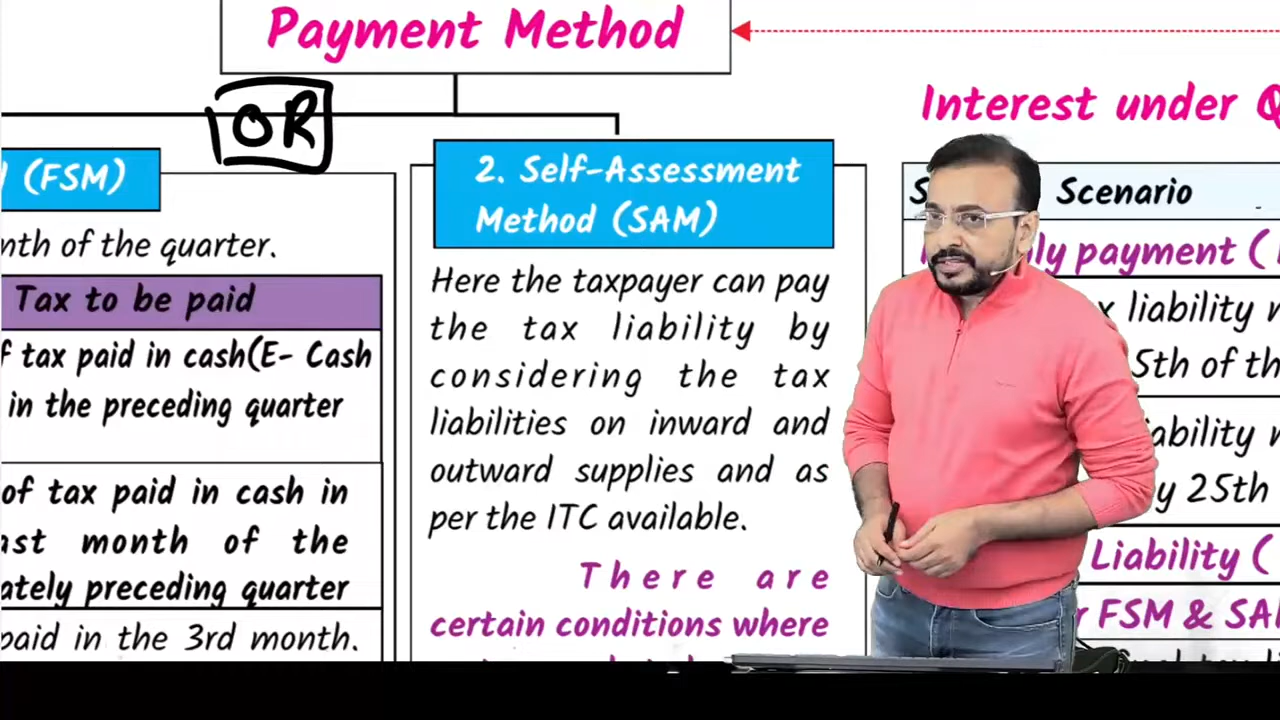 Payment Method
OR
(FSM)
nth of the quarter.
Tax to be paid
f tax paid in cash(E- Cash
in the preceding quarter
of tax paid in cash in
ast month of the
ately preceding quarter
paid in the 3rd month.
2. Self-Assessment
Method (SAM)
Here the taxpayer can pay
the tax liability by
considering the tax
liabilities on inward and
outward supplies and as
per the ITC available.
There are
certain conditions where
Interest under Q
S Scenario
ly payment (
x liability
5th of th
ability
y 25th
Liability (
r FSM & SA